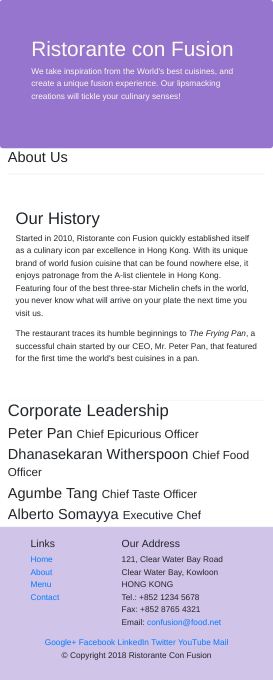 Ristorante con Fusion
We take inspiration from the World's best cuisines, and
create a unique fusion experience. Our lipsmacking
creations will tickle your culinary senses!
About Us
Our History
Started in 2010, Ristorante con Fusion quickly established itself
as a culinary icon par excellence in Hong Kong. With its unique
brand of world fusion cuisine that can be found nowhere else, it
enjoys patronage from the A-list clientele in Hong Kong.
Featuring four of the best three-star Michelin chefs in the world,
you never know what will arrive on your plate the next time you
visit us.
The restaurant traces its humble beginnings to The Frying Pan, a
successful chain started by our CEO, Mr. Peter Pan, that featured
for the first time the world's best cuisines in a pan.
Corporate Leadership
Peter Pan Chief Epicurious Officer
Dhanasekaran Witherspoon Chief Food
Officer
Agumbe Tang Chief Taste Officer
Alberto Somayya Executive Chef
Links
Home
About
Menu
Contact
Our Address
121, Clear Water Bay Road
Clear Water Bay, Kowloon
HONG KONG
Tel.: +852 1234 5678
Fax: +852 8765 4321
Email: confusion@food.net
Google+ Facebook LinkedIn Twitter YouTube Mail
© Copyright 2018 Ristorante Con Fusion